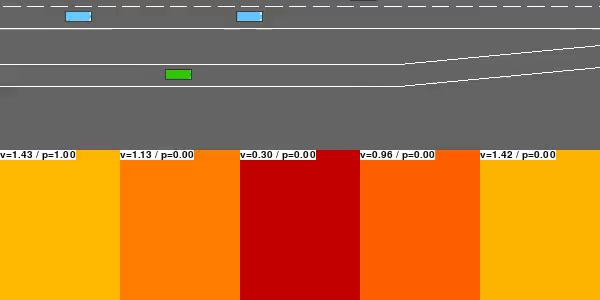 v=1.43 / p=1.00
v=1.13 / p=0.00
v=0.30 / p=0.00
v=0.96 / p=0.00
v=1.42 / p=0.00